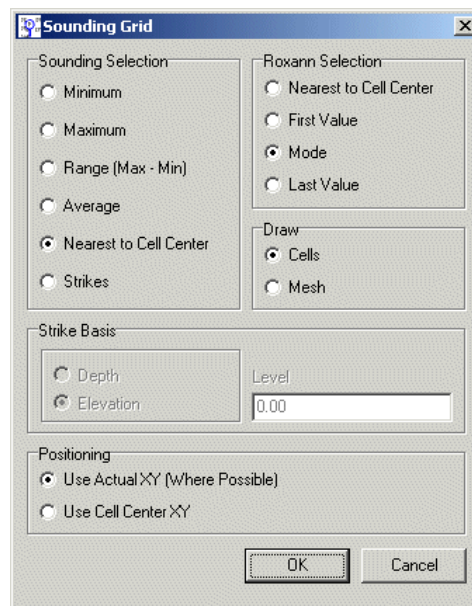 Sounding Grid
Sounding Selection
Minimum
Maximum
Range (Max - Min)
Average
Nearest to Cell Center
Strikes
Roxann Selection
Nearest to Cell Center
First Value
Mode
Last Value
Draw
Cells
Mesh
Strike Basis
Depth
Elevation
Level
0.00
Positioning
Use Actual XY (Where Possible)
Use Cell Center XY
OK
Cancel